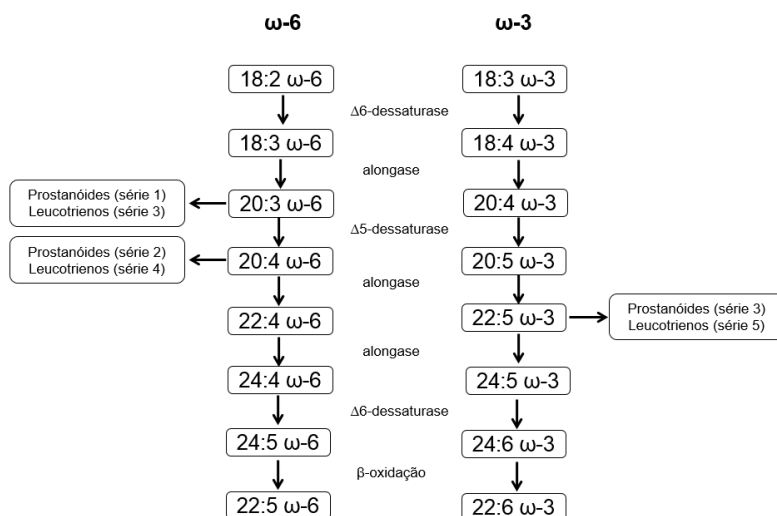 ω-6
ω-3
18:2 ω-6
18:3 ω-3
Δ6-dessaturase
18:3 ω-6
18:4 ω-3
alongase
Prostanóides (série 1)
Leucotrienos (série 3)
20:3 ω-6
20:4 ω-3
Δ5-dessaturase
Prostanóides (série 2)
Leucotrienos (série 4)
20:4 ω-6
20:5 ω-3
alongase
22:4 ω-6
22:5 ω-3
Prostanóides (série 3)
Leucotrienos (série 5)
alongase
24:4 ω-6
24:5 ω-3
Δ6-dessaturase
24:5 ω-6
24:6 ω-3
β-oxidação
22:5 ω-6
22:6 ω-3